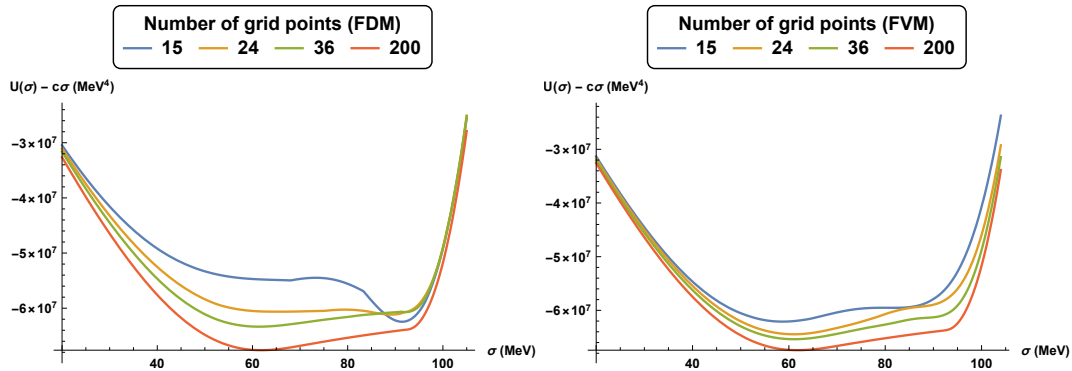 Number of grid points (FDM)
15 24 36 200
U(σ) – cσ (MeV⁴)
−3×10⁷
−4×10⁷
−5×10⁷
−6×10⁷
40 60 80 100
σ (MeV)
Number of grid points (FVM)
15 24 36 200
U(σ) – cσ (MeV⁴)
−3×10⁷
−4×10⁷
−5×10⁷
−6×10⁷
40 60 80 100
σ (MeV)